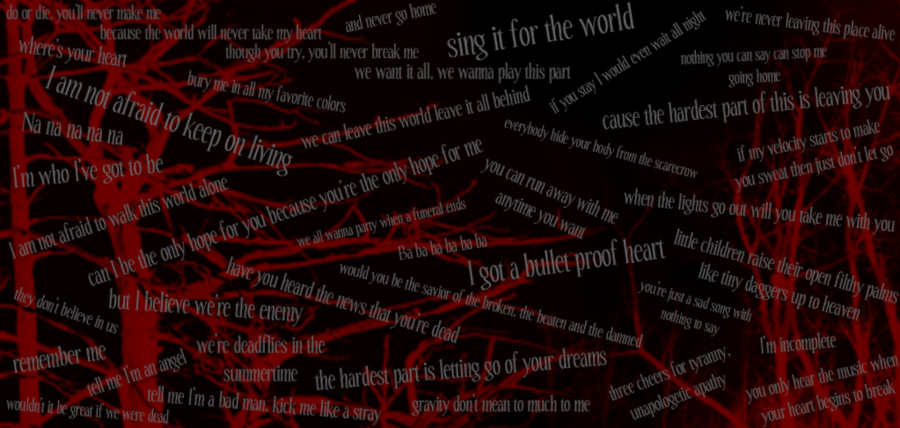 do or die, you'll never make me
because the world will never take my heart
and never go home
though you try, you'll never break me
sing it for the world
we're never leaving this place alive
where's your heart
we want it all, we wanna play this part
if you stay I would even wait all night
nothing you can say can stop me
going home
I am not afraid to keep on living
bury me in all my favorite colors
we can leave this world leave it all behind
cause the hardest part of this is leaving you
Na na na na na
everybody hide your body from the scarecrow
if my velocity starts to make
you sweat then just don't let go
I'm who I've got to be
can I be the only hope for you because you're the only hope for me
you can run away with me
anytime you want
when the lights go out will you take me with you
I am not afraid to walk this world alone
we all wanna party when a funeral ends
Ba ba ba ba ba ba
I got a bullet proof heart
little children raise their open filthy palms
like tiny daggers up to heaven
have you heard the news that you're dead
would you be the savior of the broken, the beaten and the damned
you're just a sad song with
nothing to say
they don't believe in us
but I believe we're the enemy
we're deadflies in the
summertime
remember me
tell me I'm an angel
the hardest part is letting go of your dreams
three cheers for tyranny,
unapologetic apathy
I'm incomplete
you only hear the music when
your heart begins to break
wouldn't it be great if we were dead
tell me I'm a bad man, kick me like a stray
gravity don't mean to much to me